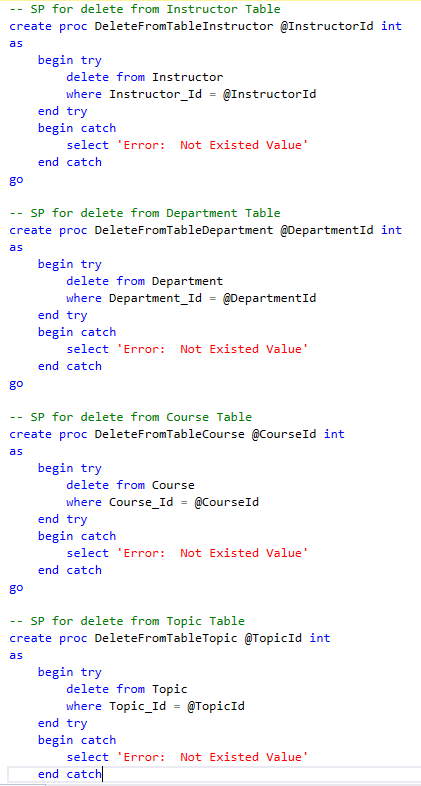 -- SP for delete from Instructor Table
create proc DeleteFromTableInstructor @InstructorId int
as
    begin try
        delete from Instructor
        where Instructor_Id = @InstructorId
    end try
    begin catch
        select 'Error:  Not Existed Value'
    end catch
go

-- SP for delete from Department Table
create proc DeleteFromTableDepartment @DepartmentId int
as
    begin try
        delete from Department
        where Department_Id = @DepartmentId
    end try
    begin catch
        select 'Error:  Not Existed Value'
    end catch
go

-- SP for delete from Course Table
create proc DeleteFromTableCourse @CourseId int
as
    begin try
        delete from Course
        where Course_Id = @CourseId
    end try
    begin catch
        select 'Error:  Not Existed Value'
    end catch
go

-- SP for delete from Topic Table
create proc DeleteFromTableTopic @TopicId int
as
    begin try
        delete from Topic
        where Topic_Id = @TopicId
    end try
    begin catch
        select 'Error:  Not Existed Value'
    end catch